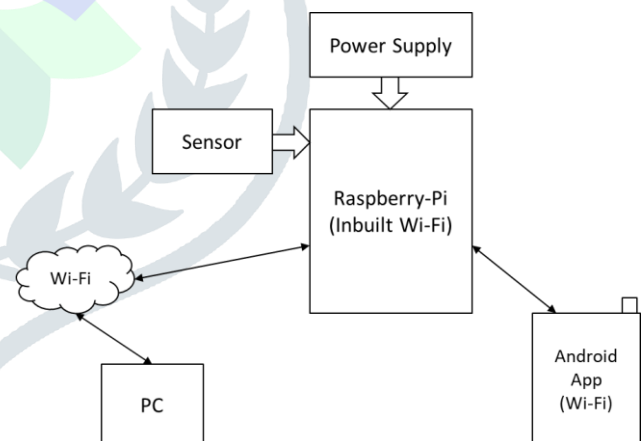 Power Supply
Sensor
Raspberry-Pi
(Inbuilt Wi-Fi)
Wi-Fi
Android
App
(Wi-Fi)
PC